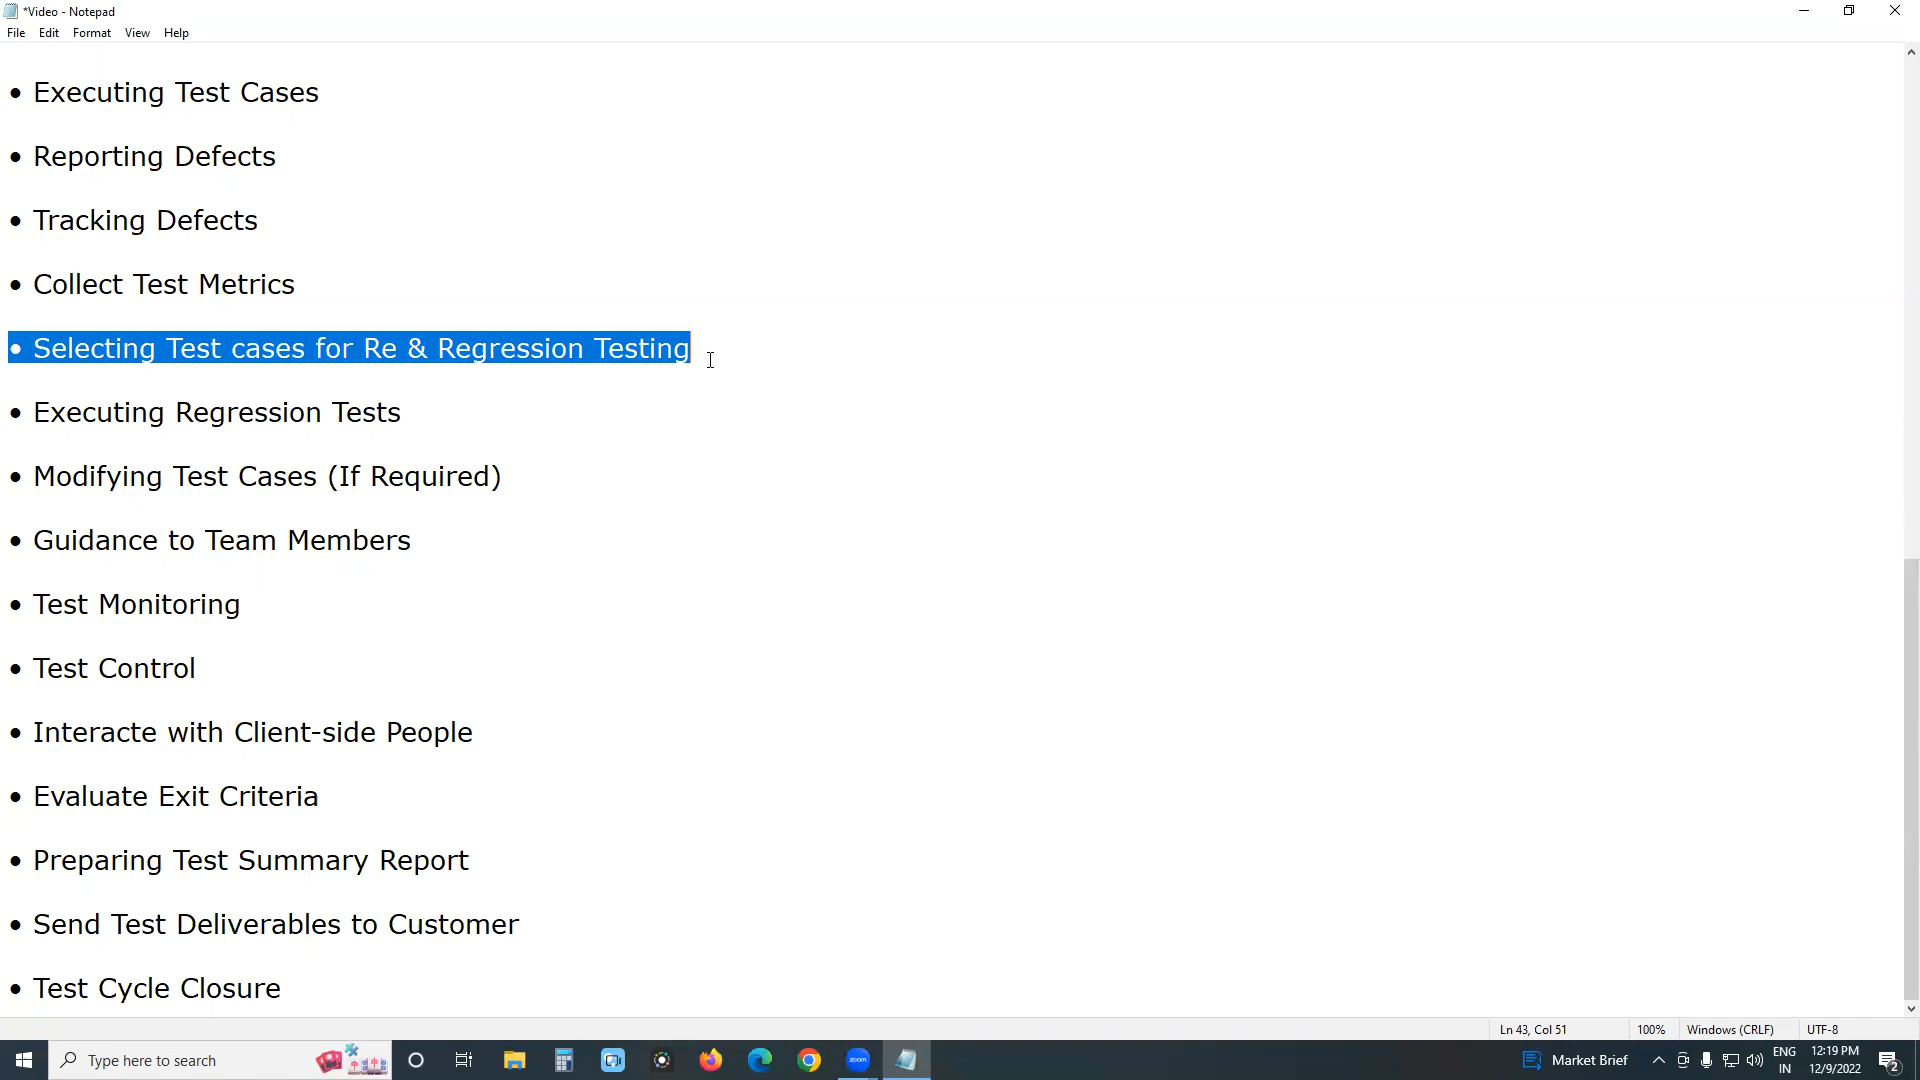 *Video - Notepad
File Edit Format View Help
• Executing Test Cases
• Reporting Defects
• Tracking Defects
• Collect Test Metrics
• Selecting Test cases for Re & Regression Testing
• Executing Regression Tests
• Modifying Test Cases (If Required)
• Guidance to Team Members
• Test Monitoring
• Test Control
• Interacte with Client-side People
• Evaluate Exit Criteria
• Preparing Test Summary Report
• Send Test Deliverables to Customer
• Test Cycle Closure
Ln 43, Col 51 100% Windows (CRLF) UTF-8
Type here to search
zoom
Market Brief
ENG
IN
12:19 PM
12/9/2022
2